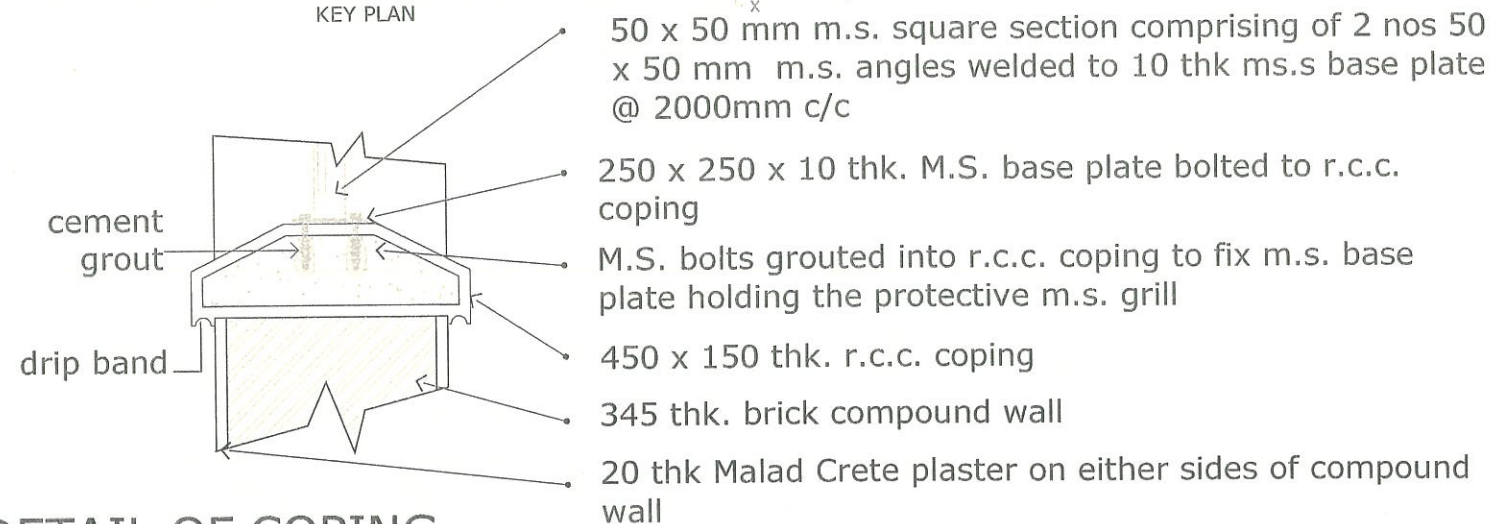 KEY PLAN
x
50 x 50 mm m.s. square section comprising of 2 nos 50
x 50 mm m.s. angles welded to 10 thk ms.s base plate
@ 2000mm c/c
250 x 250 x 10 thk. M.S. base plate bolted to r.c.c.
coping
cement
grout
M.S. bolts grouted into r.c.c. coping to fix m.s. base
plate holding the protective m.s. grill
drip band
450 x 150 thk. r.c.c. coping
345 thk. brick compound wall
20 thk Malad Crete plaster on either sides of compound
wall
DETAIL OF COPING